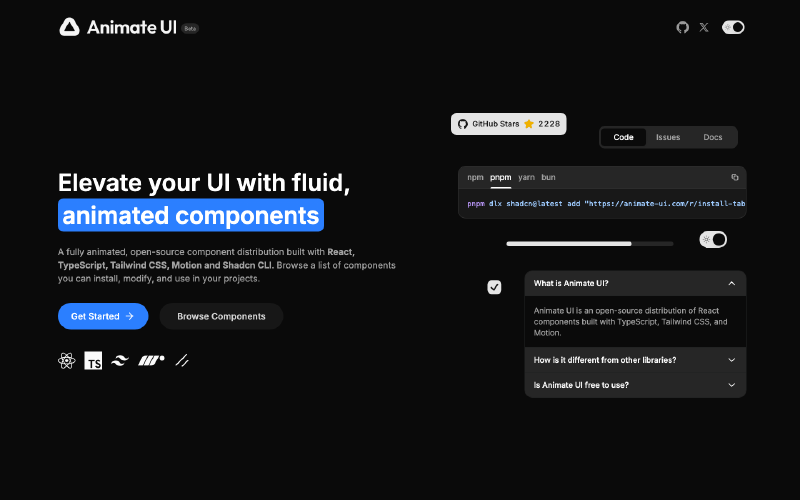 Animate UI Beta
GitHub Stars 2228
Code Issues Docs
Elevate your UI with fluid,
animated components
A fully animated, open-source component distribution built with React,
TypeScript, Tailwind CSS, Motion and Shadcn CLI. Browse a list of components
you can install, modify, and use in your projects.
Get Started
Browse Components
TS
npm pnpm yarn bun
pnpm dlx shadcn@latest add "https://animate-ui.com/r/install-tab
What is Animate UI?
Animate UI is an open-source distribution of React
components built with TypeScript, Tailwind CSS, and
Motion.
How is it different from other libraries?
Is Animate UI free to use?